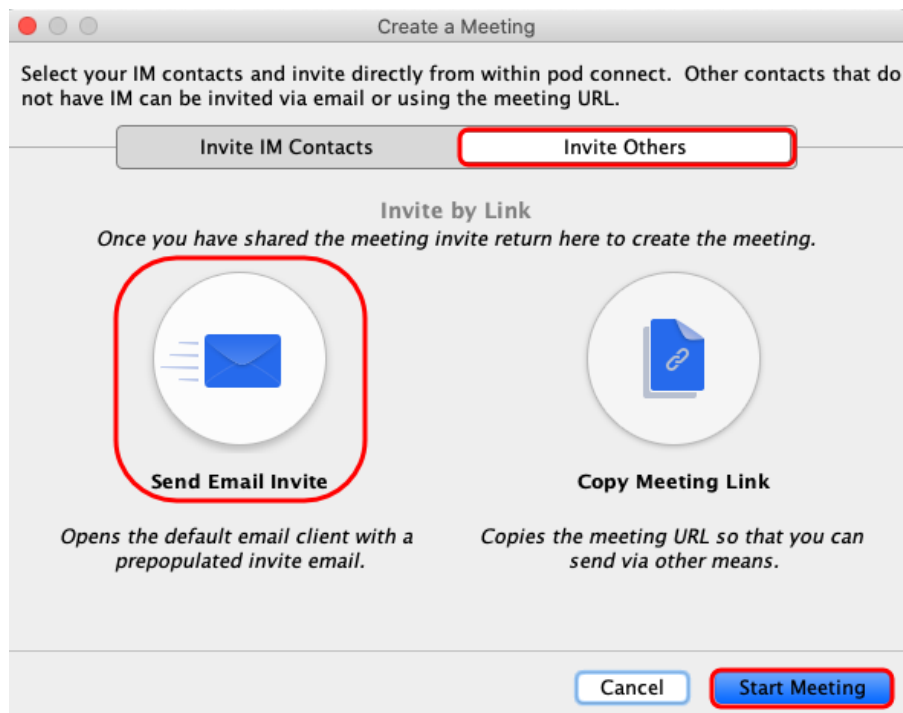 Create a Meeting
Select your IM contacts and invite directly from within pod connect.  Other contacts that do
not have IM can be invited via email or using the meeting URL.
Invite IM Contacts
Invite Others
Invite by Link
Once you have shared the meeting invite return here to create the meeting.
Send Email Invite
Opens the default email client with a
prepopulated invite email.
Copy Meeting Link
Copies the meeting URL so that you can
send via other means.
Cancel
Start Meeting